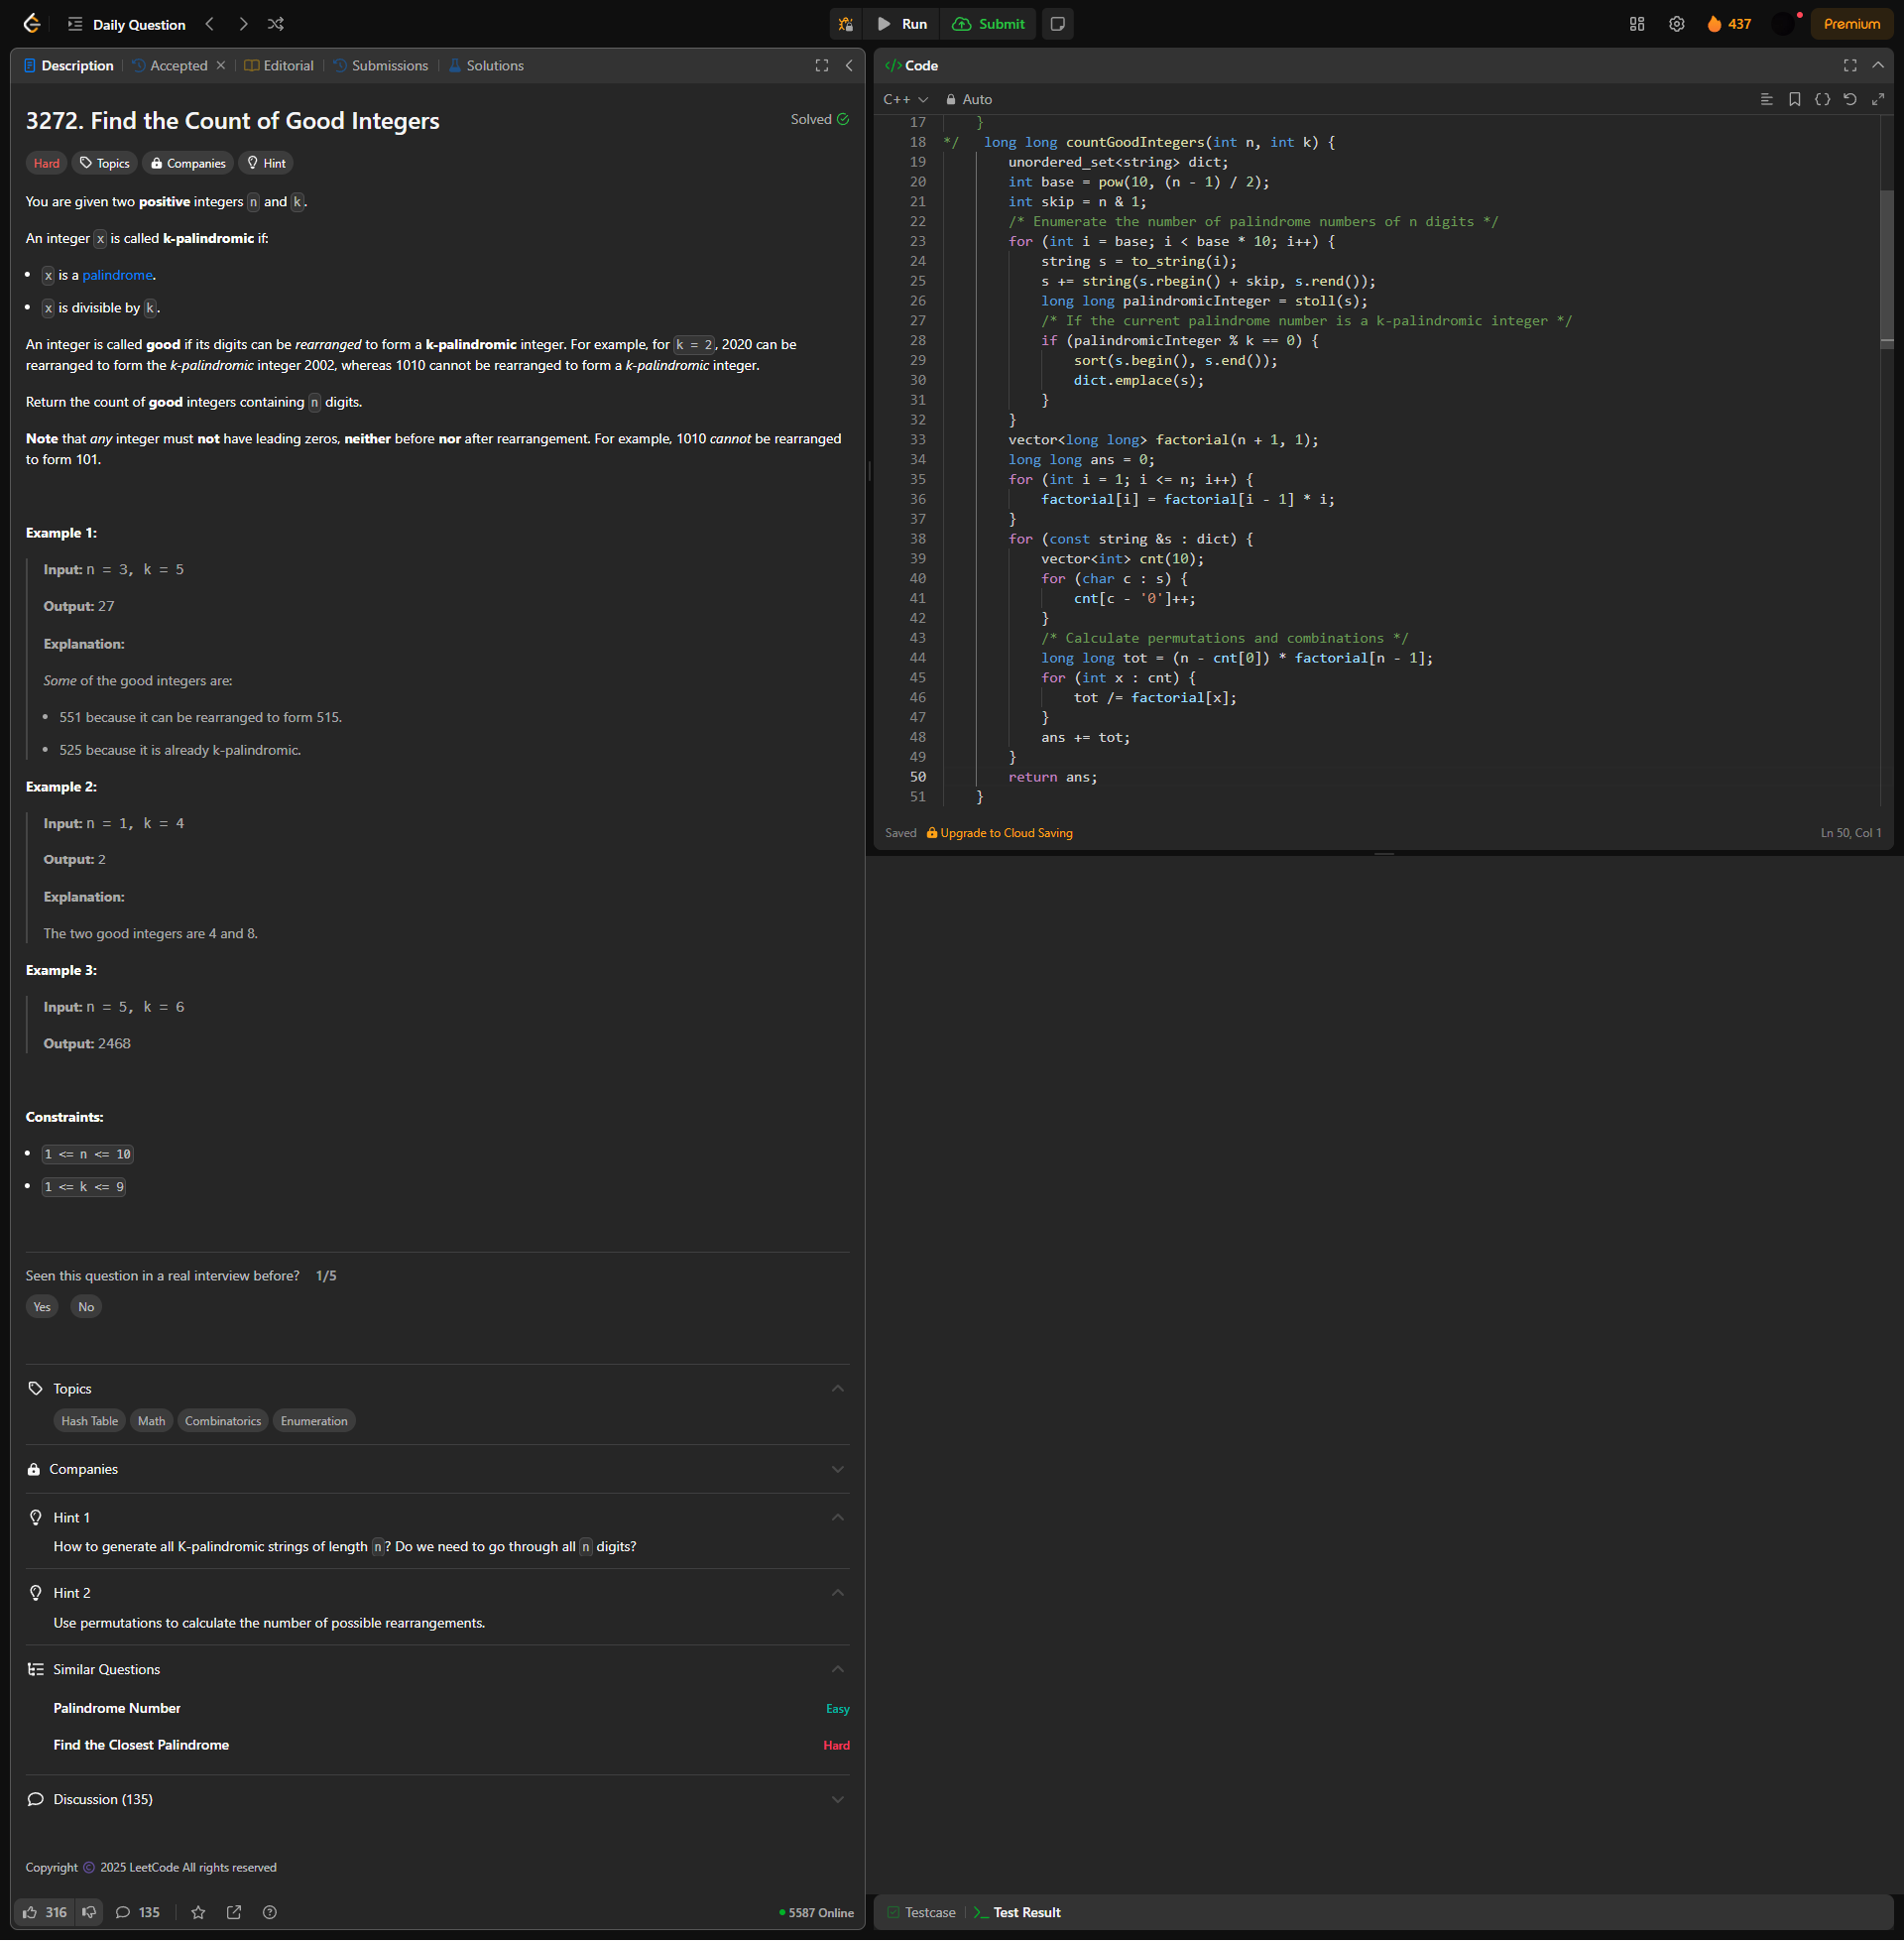 Daily Question
Run
Submit
437
Premium
Description
Accepted
Editorial
Submissions
Solutions
3272. Find the Count of Good Integers
Solved
Hard
Topics
Companies
Hint
You are given two positive integers n and k.
An integer x is called k-palindromic if:
x is a palindrome.
x is divisible by k.
An integer is called good if its digits can be rearranged to form a k-palindromic integer. For example, for k = 2, 2020 can be
rearranged to form the k-palindromic integer 2002, whereas 1010 cannot be rearranged to form a k-palindromic integer.
Return the count of good integers containing n digits.
Note that any integer must not have leading zeros, neither before nor after rearrangement. For example, 1010 cannot be rearranged
to form 101.
Example 1:
Input: n = 3, k = 5
Output: 27
Explanation:
Some of the good integers are:
551 because it can be rearranged to form 515.
525 because it is already k-palindromic.
Example 2:
Input: n = 1, k = 4
Output: 2
Explanation:
The two good integers are 4 and 8.
Example 3:
Input: n = 5, k = 6
Output: 2468
Constraints:
1 <= n <= 10
1 <= k <= 9
Seen this question in a real interview before? 1/5
Yes
No
Topics
Hash Table
Math
Combinatorics
Enumeration
Companies
Hint 1
How to generate all K-palindromic strings of length n? Do we need to go through all n digits?
Hint 2
Use permutations to calculate the number of possible rearrangements.
Similar Questions
Palindrome Number
Easy
Find the Closest Palindrome
Hard
Discussion (135)
Copyright © 2025 LeetCode All rights reserved
316
135
5587 Online
</> Code
C++
Auto
17     }
18 */   long long countGoodIntegers(int n, int k) {
19         unordered_set<string> dict;
20         int base = pow(10, (n - 1) / 2);
21         int skip = n & 1;
22         /* Enumerate the number of palindrome numbers of n digits */
23         for (int i = base; i < base * 10; i++) {
24             string s = to_string(i);
25             s += string(s.rbegin() + skip, s.rend());
26             long long palindromicInteger = stoll(s);
27             /* If the current palindrome number is a k-palindromic integer */
28             if (palindromicInteger % k == 0) {
29                 sort(s.begin(), s.end());
30                 dict.emplace(s);
31             }
32         }
33         vector<long long> factorial(n + 1, 1);
34         long long ans = 0;
35         for (int i = 1; i <= n; i++) {
36             factorial[i] = factorial[i - 1] * i;
37         }
38         for (const string &s : dict) {
39             vector<int> cnt(10);
40             for (char c : s) {
41                 cnt[c - '0']++;
42             }
43             /* Calculate permutations and combinations */
44             long long tot = (n - cnt[0]) * factorial[n - 1];
45             for (int x : cnt) {
46                 tot /= factorial[x];
47             }
48             ans += tot;
49         }
50         return ans;
51     }
Saved
Upgrade to Cloud Saving
Ln 50, Col 1
Testcase
>_ Test Result